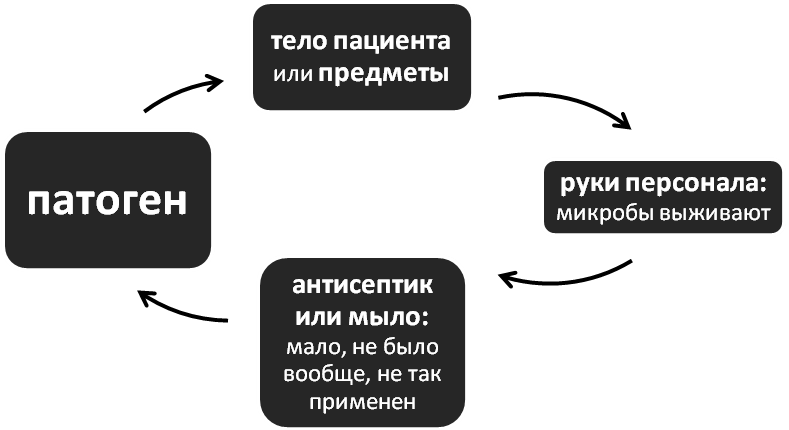 тело пациента
или предметы
патоген
руки персонала:
микробы выживают
антисептик
или мыло:
мало, не было
вообще, не так
применен